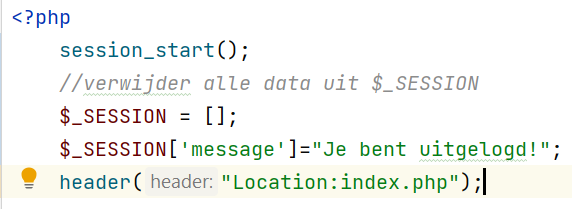 <?php
session_start();
//verwijder alle data uit $_SESSION
$_SESSION = [];
$_SESSION['message']="Je bent uitgelogd!";
header( header: "Location:index.php");